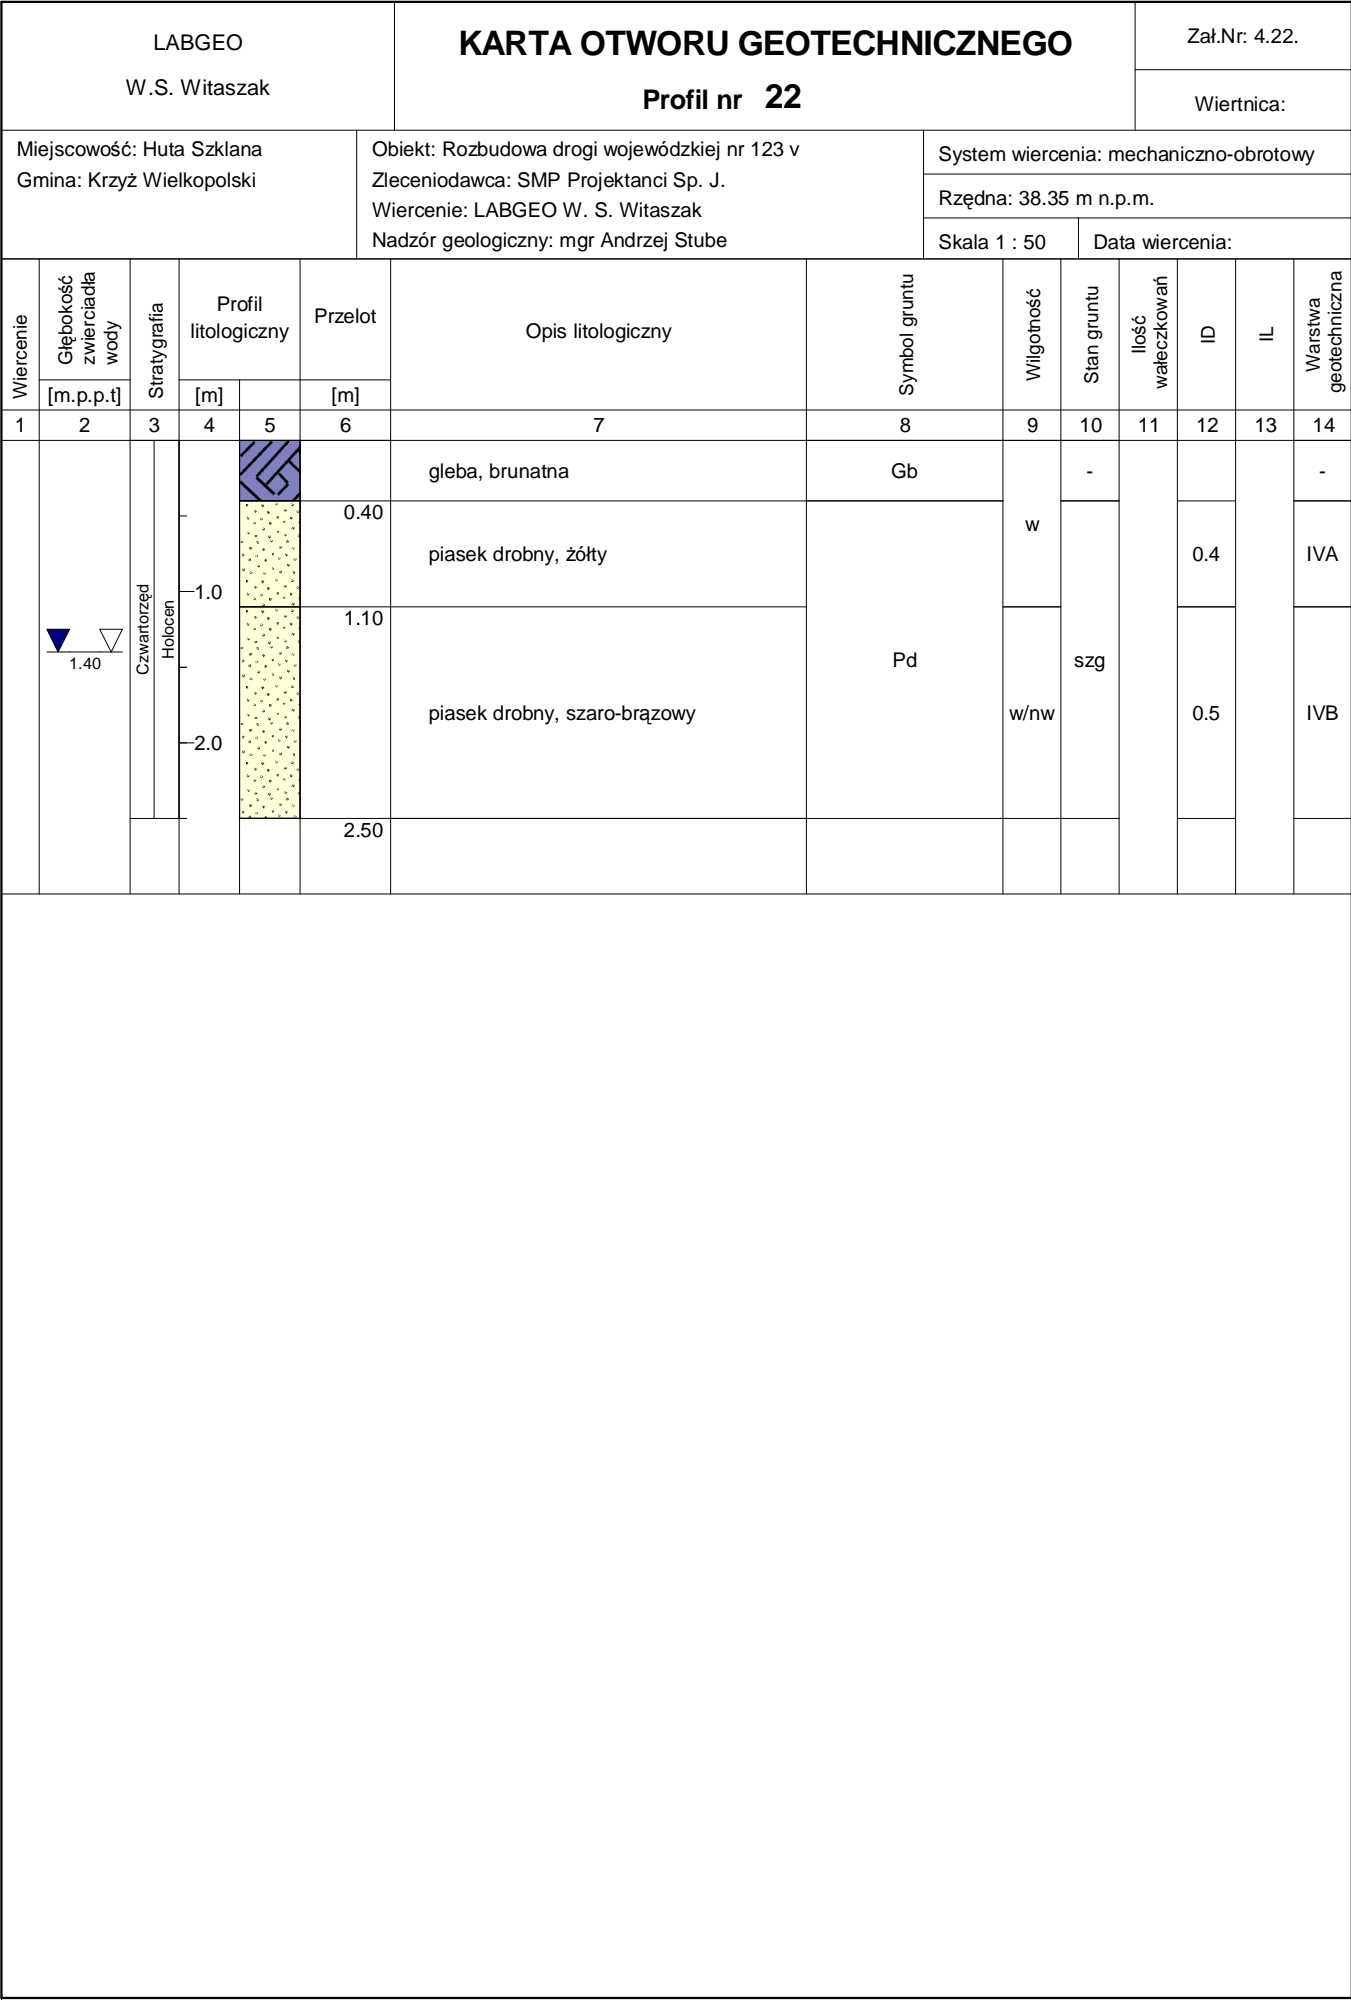 LABGEO
W.S. Witaszak
KARTA OTWORU GEOTECHNICZNEGO
Profil nr 22
Zał.Nr: 4.22.
Wiertnica:
Miejscowość: Huta Szklana
Gmina: Krzyż Wielkopolski
Obiekt: Rozbudowa drogi wojewódzkiej nr 123 v
Zleceniodawca: SMP Projektanci Sp. J.
Wiercenie: LABGEO W. S. Witaszak
Nadzór geologiczny: mgr Andrzej Stube
System wiercenia: mechaniczno-obrotowy
Rzędna: 38.35 m n.p.m.
Skala 1 : 50
Data wiercenia:
Wiercenie
Głębokość
zwierciadła
wody
[m.p.p.t]
Stratygrafia
Profil
litologiczny
[m]
Przelot
[m]
Opis litologiczny
Symbol gruntu
Wilgotność
Stan gruntu
Ilość
wałeczkowań
ID
IL
Warstwa
geotechniczna
1 2 3 4 5 6 7 8 9 10 11 12 13 14
gleba, brunatna Gb - -
0.40
w
piasek drobny, żółty 0.4 IVA
1.0
1.10
Czwartorzęd
Holocen
1.40
Pd szg
piasek drobny, szaro-brązowy w/nw 0.5 IVB
2.0
2.50